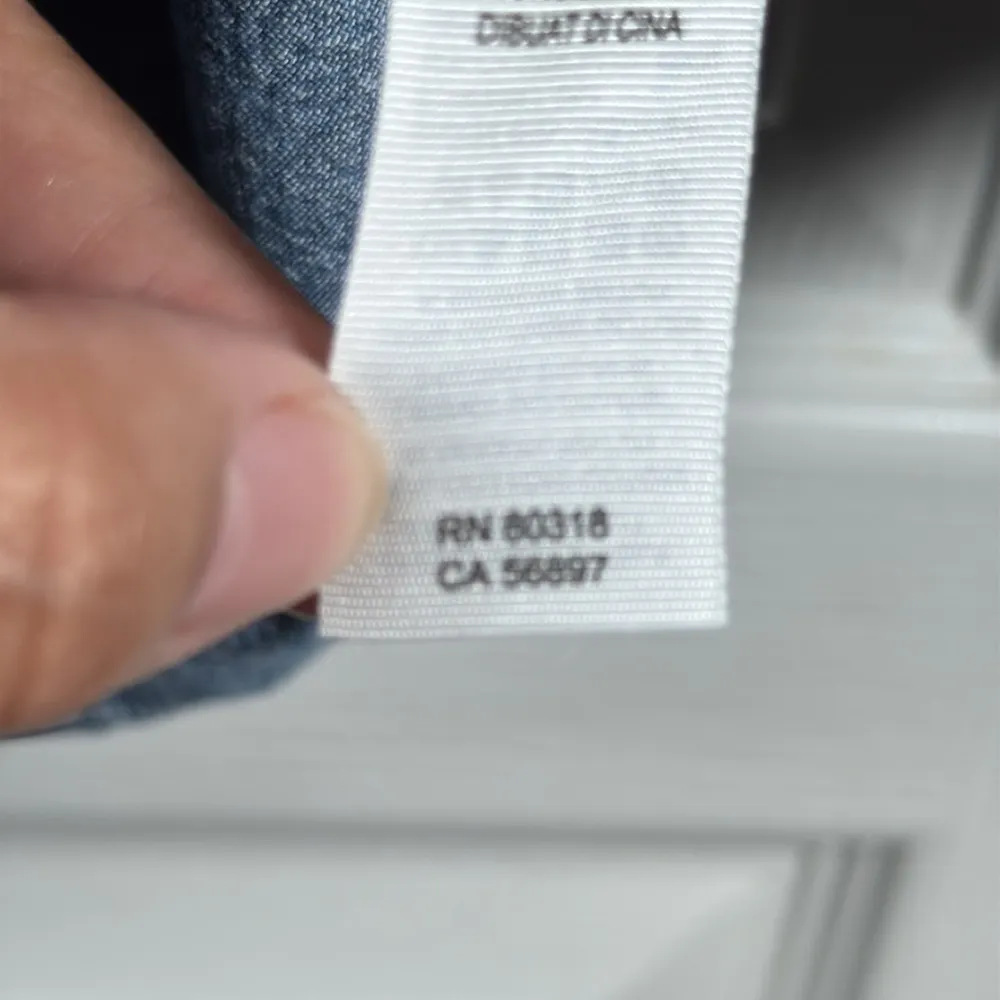 DIBUAT DI CINA
RN 80318
CA 56897